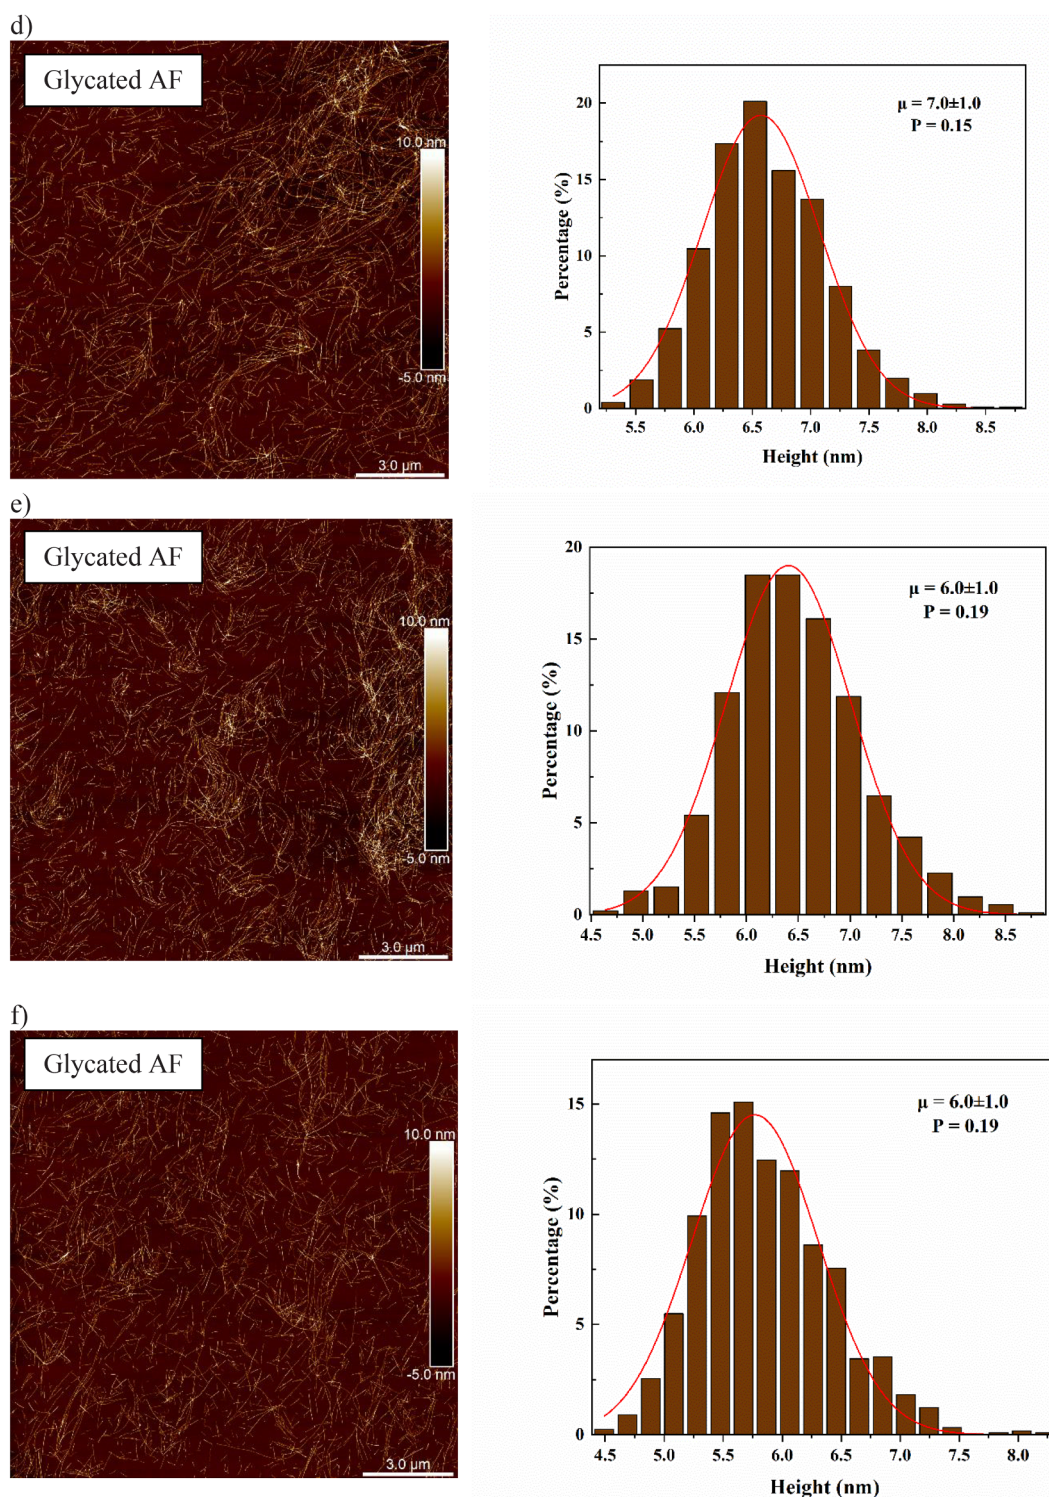 d)
Glycated AF
10.0 nm
-5.0 nm
3.0 µm
μ = 7.0±1.0
P = 0.15
Percentage (%)
20
15
10
5
0
5.5 6.0 6.5 7.0 7.5 8.0 8.5
Height (nm)
e)
Glycated AF
10.0 nm
-5.0 nm
3.0 µm
μ = 6.0±1.0
P = 0.19
Percentage (%)
20
15
10
5
0
4.5 5.0 5.5 6.0 6.5 7.0 7.5 8.0 8.5
Height (nm)
f)
Glycated AF
10.0 nm
-5.0 nm
3.0 µm
μ = 6.0±1.0
P = 0.19
Percentage (%)
15
10
5
0
4.5 5.0 5.5 6.0 6.5 7.0 7.5 8.0
Height (nm)